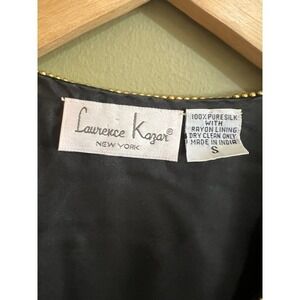 Laurence Kazar®
NEW YORK
100% PURE SILK
WITH
RAYON LINING
DRY CLEAN ONLY
MADE IN INDIA
S